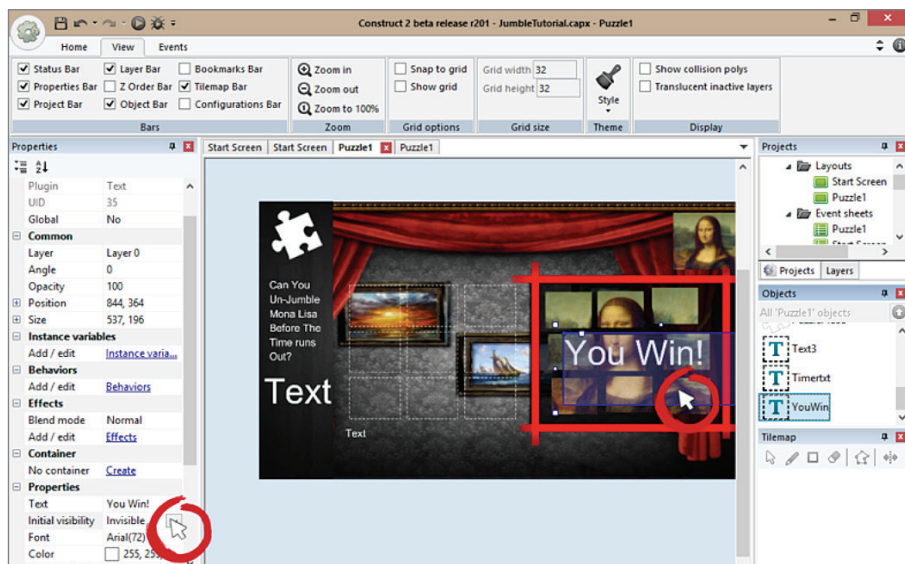 Construct 2 beta release r201 - JumbleTutorial.capx - Puzzle1
Home View Events
Status Bar Layer Bar Bookmarks Bar
Properties Bar Z Order Bar Tilemap Bar
Project Bar Object Bar Configurations Bar
Bars
Zoom in
Zoom out
Zoom to 100%
Zoom
Snap to grid
Show grid
Grid options
Grid width 32
Grid height 32
Grid size
Style
Theme
Show collision polys
Translucent inactive layers
Display
Properties
Plugin Text
UID 35
Global No
Common
Layer Layer 0
Angle 0
Opacity 100
Position 844, 364
Size 537, 196
Instance variables
Add / edit Instance varia...
Behaviors
Add / edit Behaviors
Effects
Blend mode Normal
Add / edit Effects
Container
No container Create
Properties
Text You Win!
Initial visibility Invisible
Font Arial(72)
Color 255, 255,
Start Screen Start Screen Puzzle1 Puzzle1
Can You
Un-Jumble
Mona Lisa
Before The
Time runs
Out?
Text
Text
You Win!
Projects
Layouts
Start Screen
Puzzle1
Event sheets
Puzzle1
Projects Layers
Objects
All 'Puzzle1' objects
Text3
Timertxt
YouWin
Tilemap